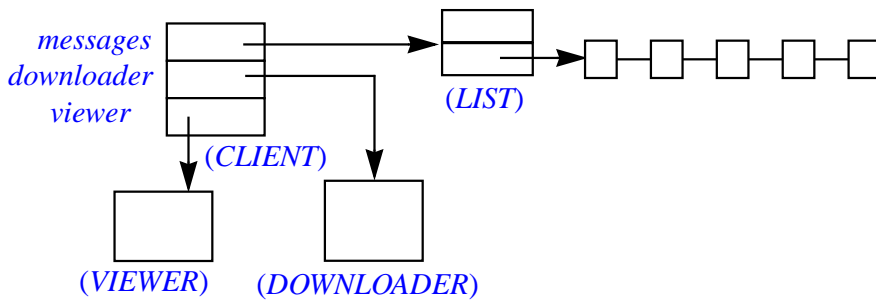 messages
downloader
viewer
(LIST)
(CLIENT)
(VIEWER)
(DOWNLOADER)